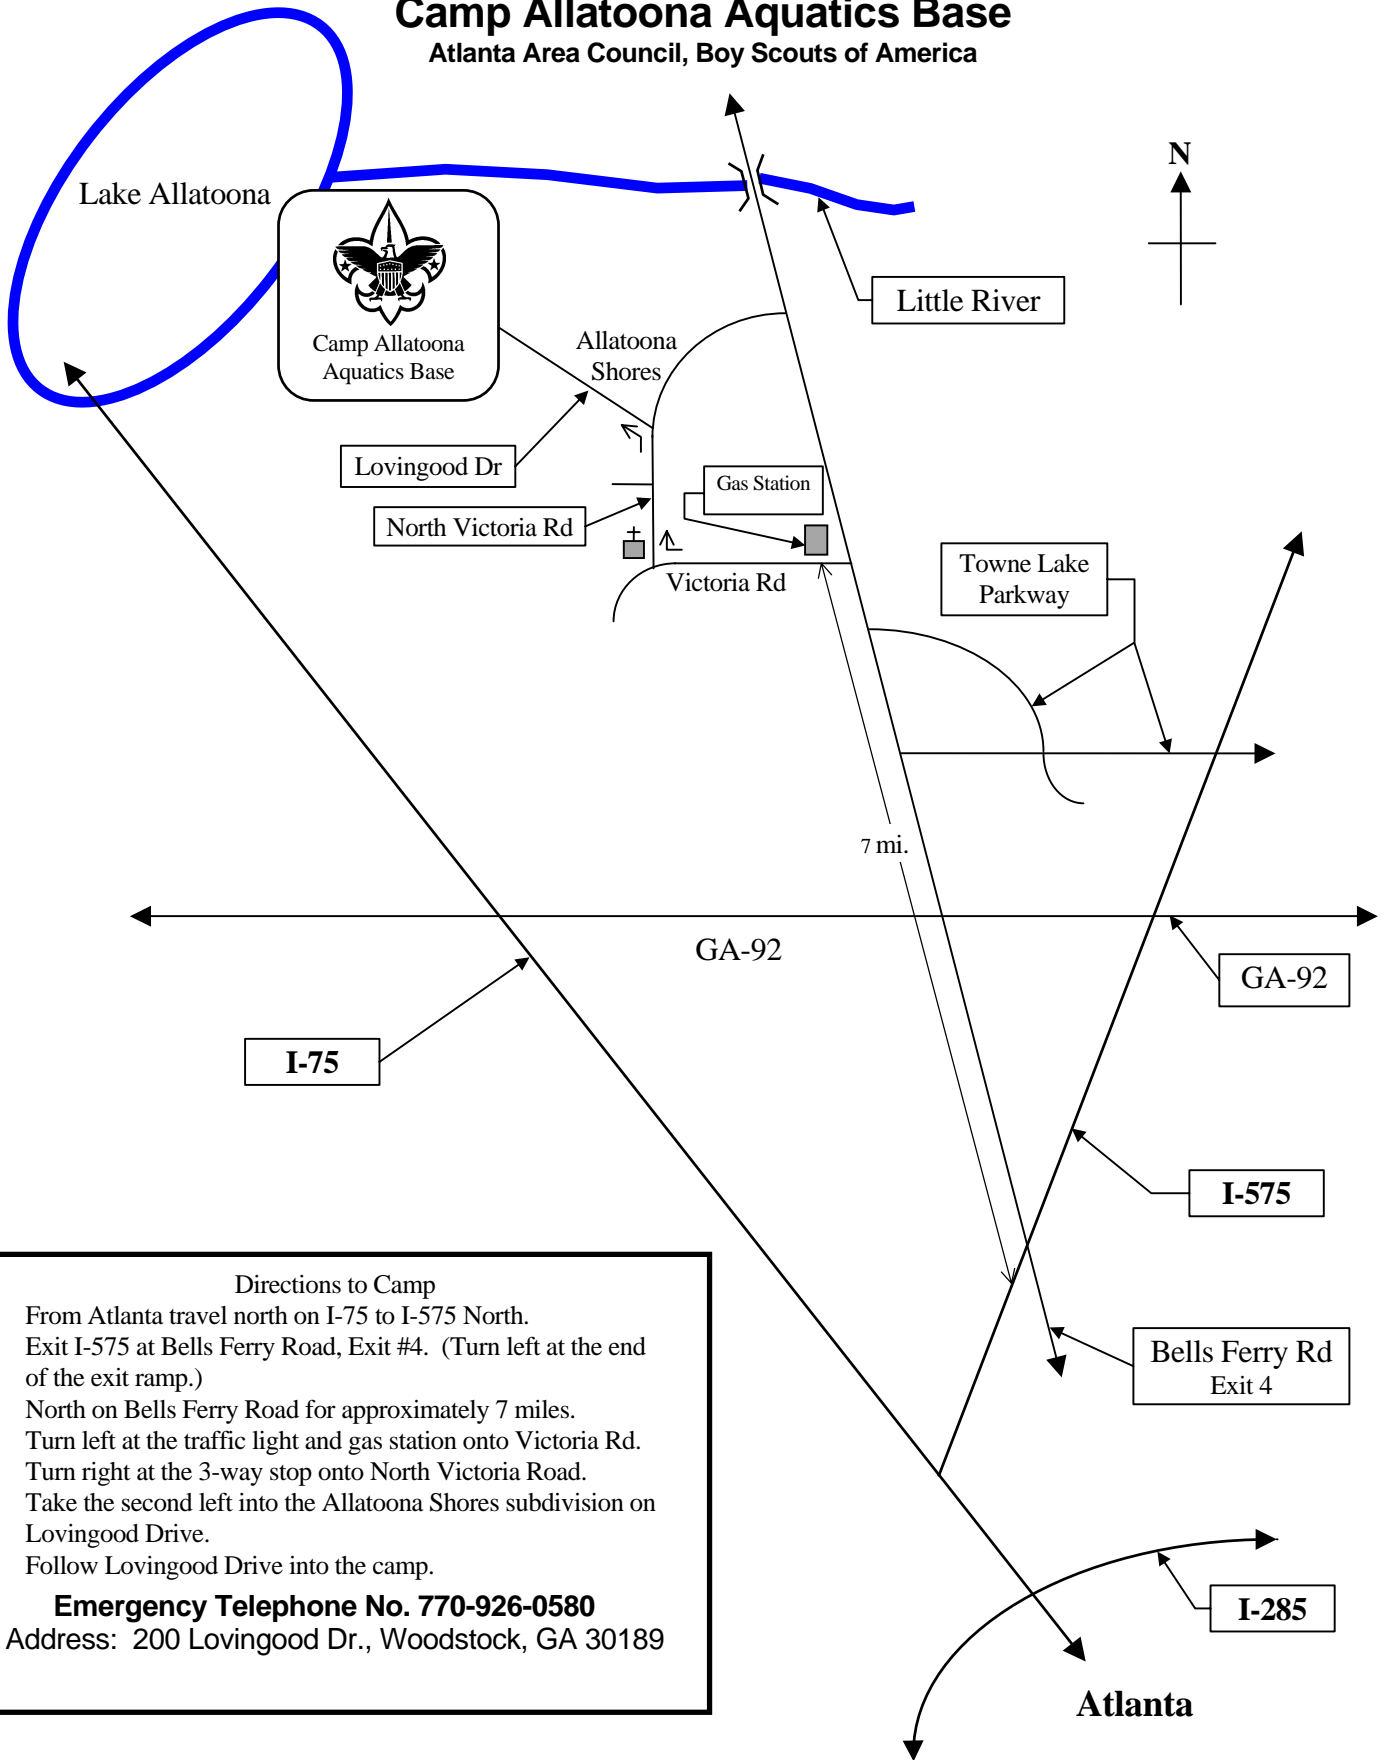 Camp Allatoona Aquatics Base
Atlanta Area Council, Boy Scouts of America
N
Lake Allatoona
Little River
Camp Allatoona
Aquatics Base
Allatoona
Shores
Lovingood Dr
Gas Station
North Victoria Rd
Victoria Rd
Towne Lake
Parkway
7 mi.
GA-92
GA-92
I-75
I-575
Bells Ferry Rd
Exit 4
Directions to Camp
From Atlanta travel north on I-75 to I-575 North.
Exit I-575 at Bells Ferry Road, Exit #4.  (Turn left at the end
of the exit ramp.)
North on Bells Ferry Road for approximately 7 miles.
Turn left at the traffic light and gas station onto Victoria Rd.
Turn right at the 3-way stop onto North Victoria Road.
Take the second left into the Allatoona Shores subdivision on
Lovingood Drive.
Follow Lovingood Drive into the camp.
Emergency Telephone No. 770-926-0580
Address:  200 Lovingood Dr., Woodstock, GA 30189
I-285
Atlanta